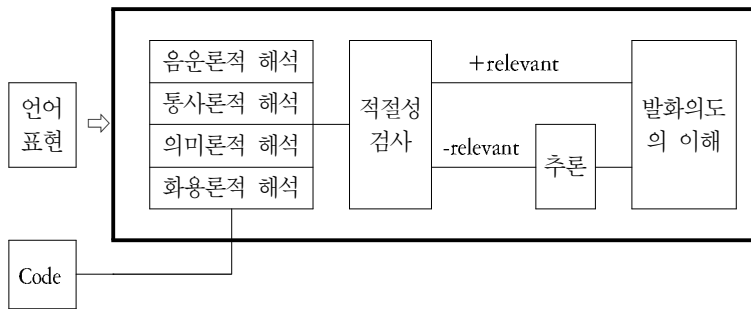 언어
표현
음운론적 해석
통사론적 해석
의미론적 해석
화용론적 해석
적절성
검사
+relevant
-relevant
추론
발화의도
의 이해
Code